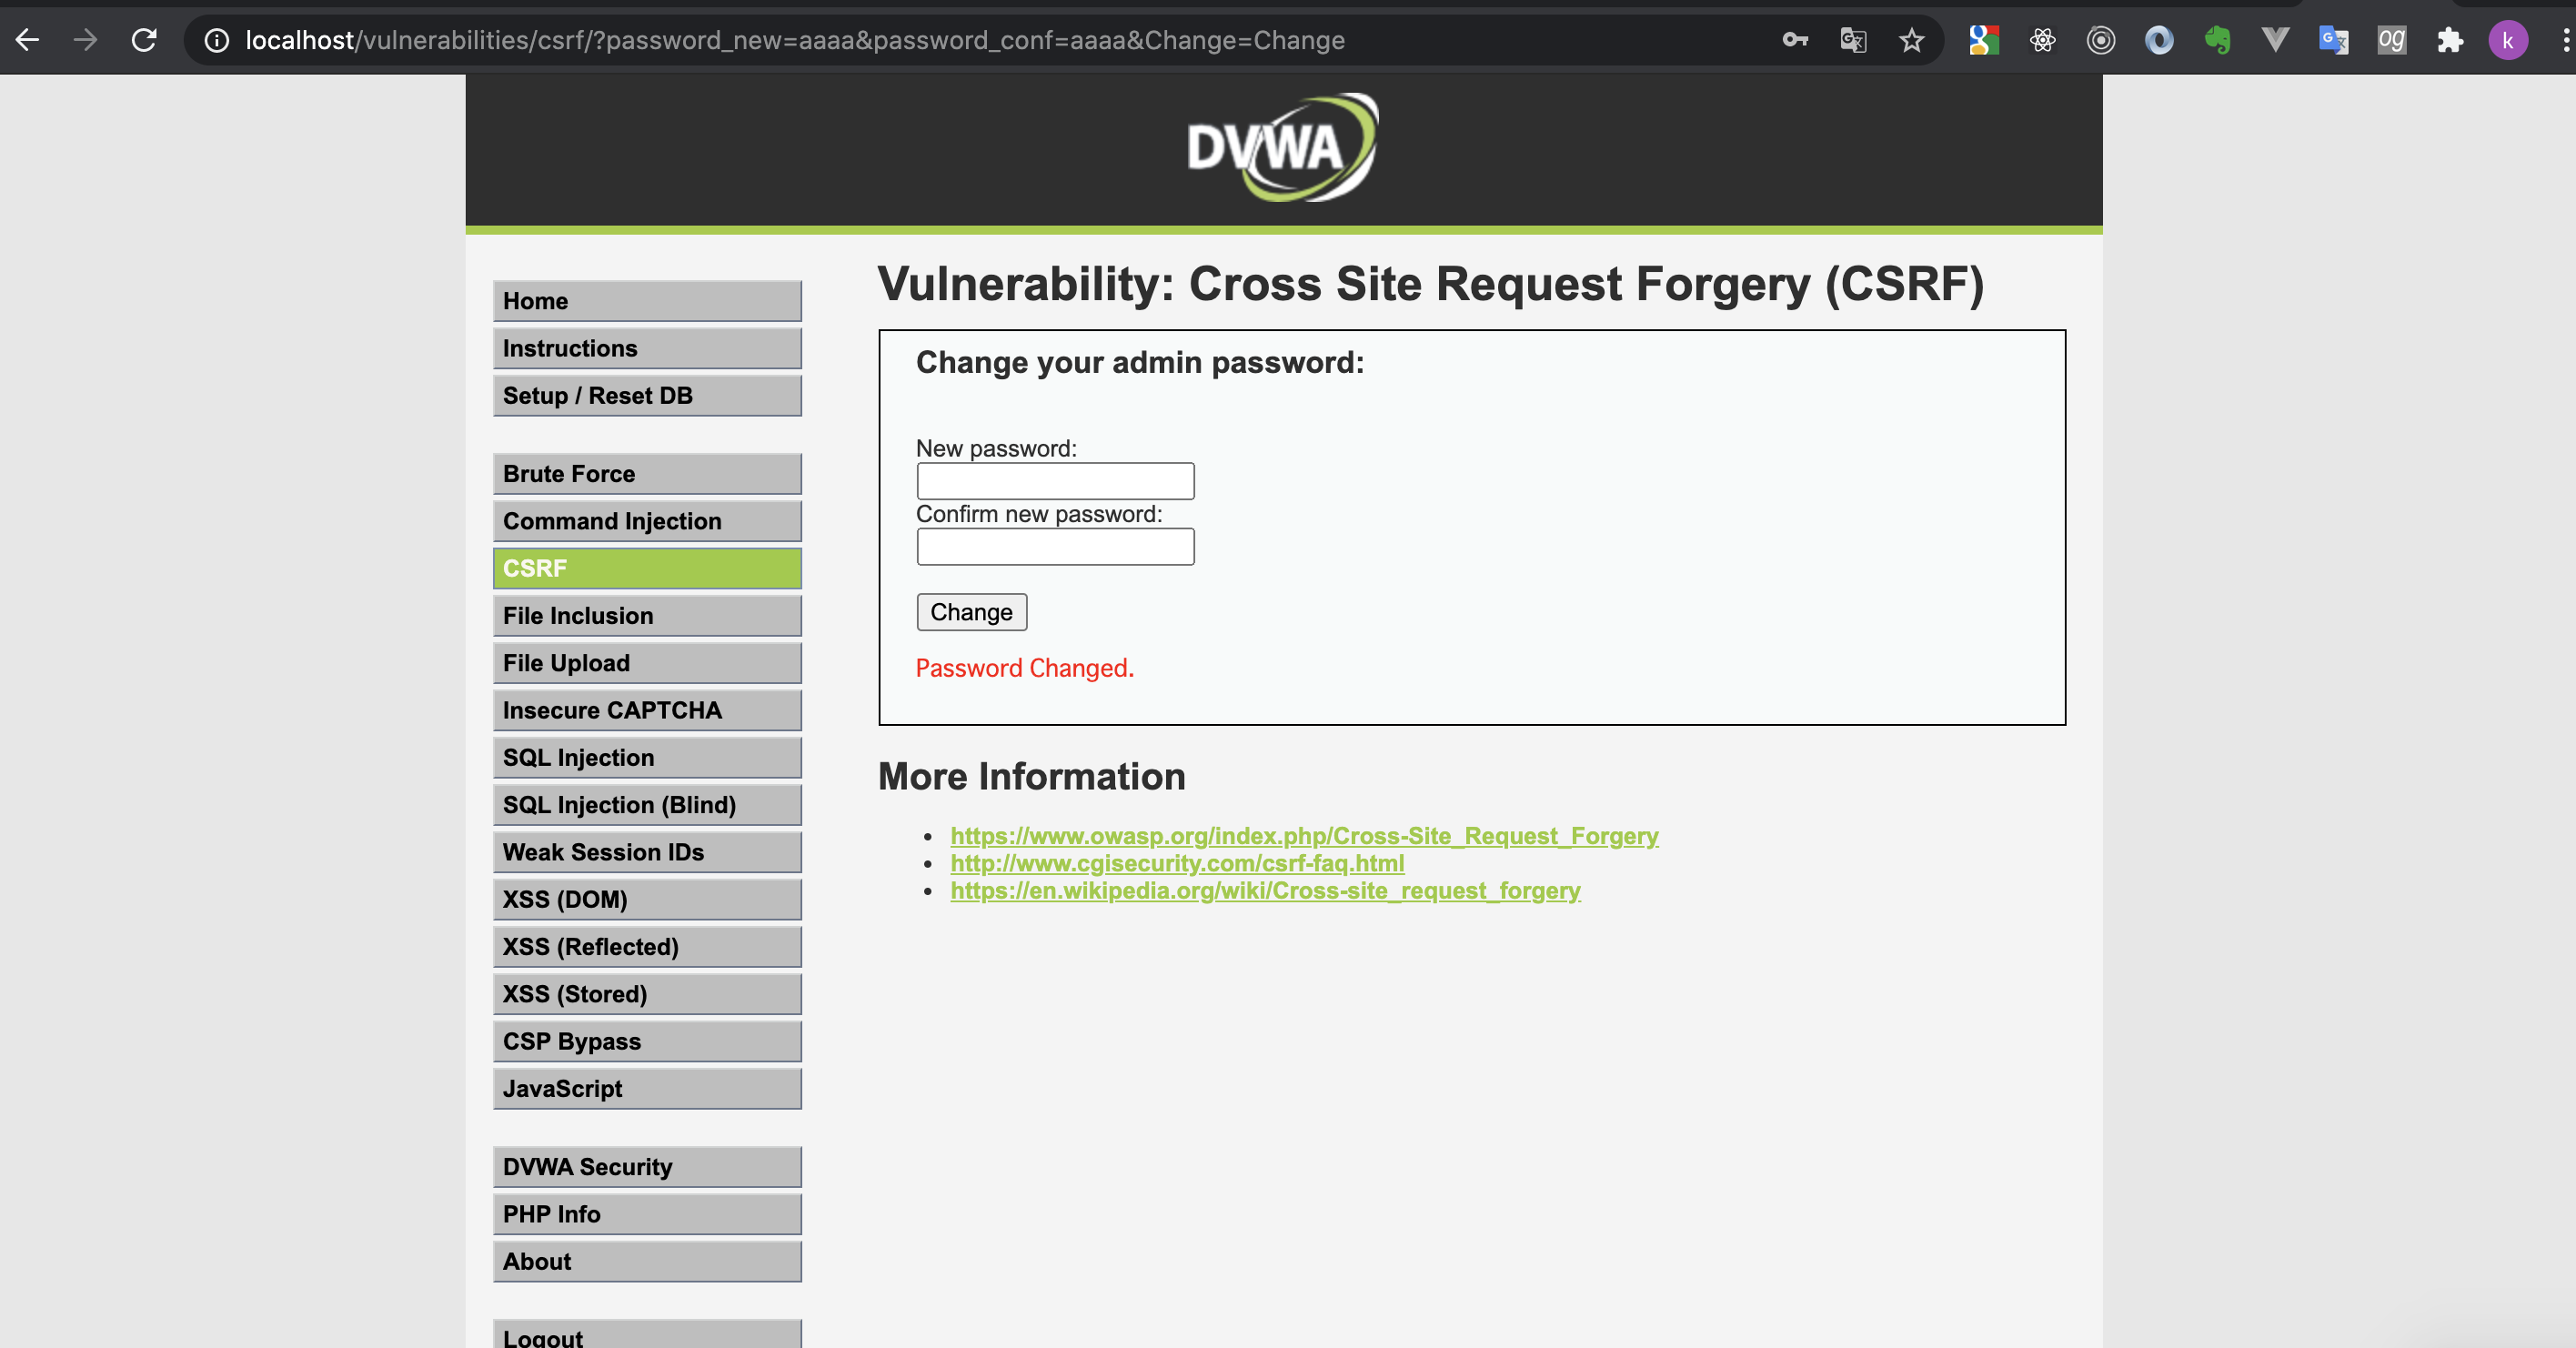 localhost/vulnerabilities/csrf/?password_new=aaaa&password_conf=aaaa&Change=Change
og
k
DVWA
Home
Instructions
Setup / Reset DB
Brute Force
Command Injection
CSRF
File Inclusion
File Upload
Insecure CAPTCHA
SQL Injection
SQL Injection (Blind)
Weak Session IDs
XSS (DOM)
XSS (Reflected)
XSS (Stored)
CSP Bypass
JavaScript
DVWA Security
PHP Info
About
Logout
Vulnerability: Cross Site Request Forgery (CSRF)
Change your admin password:
New password:
Confirm new password:
Change
Password Changed.
More Information
https://www.owasp.org/index.php/Cross-Site_Request_Forgery
http://www.cgisecurity.com/csrf-faq.html
https://en.wikipedia.org/wiki/Cross-site_request_forgery